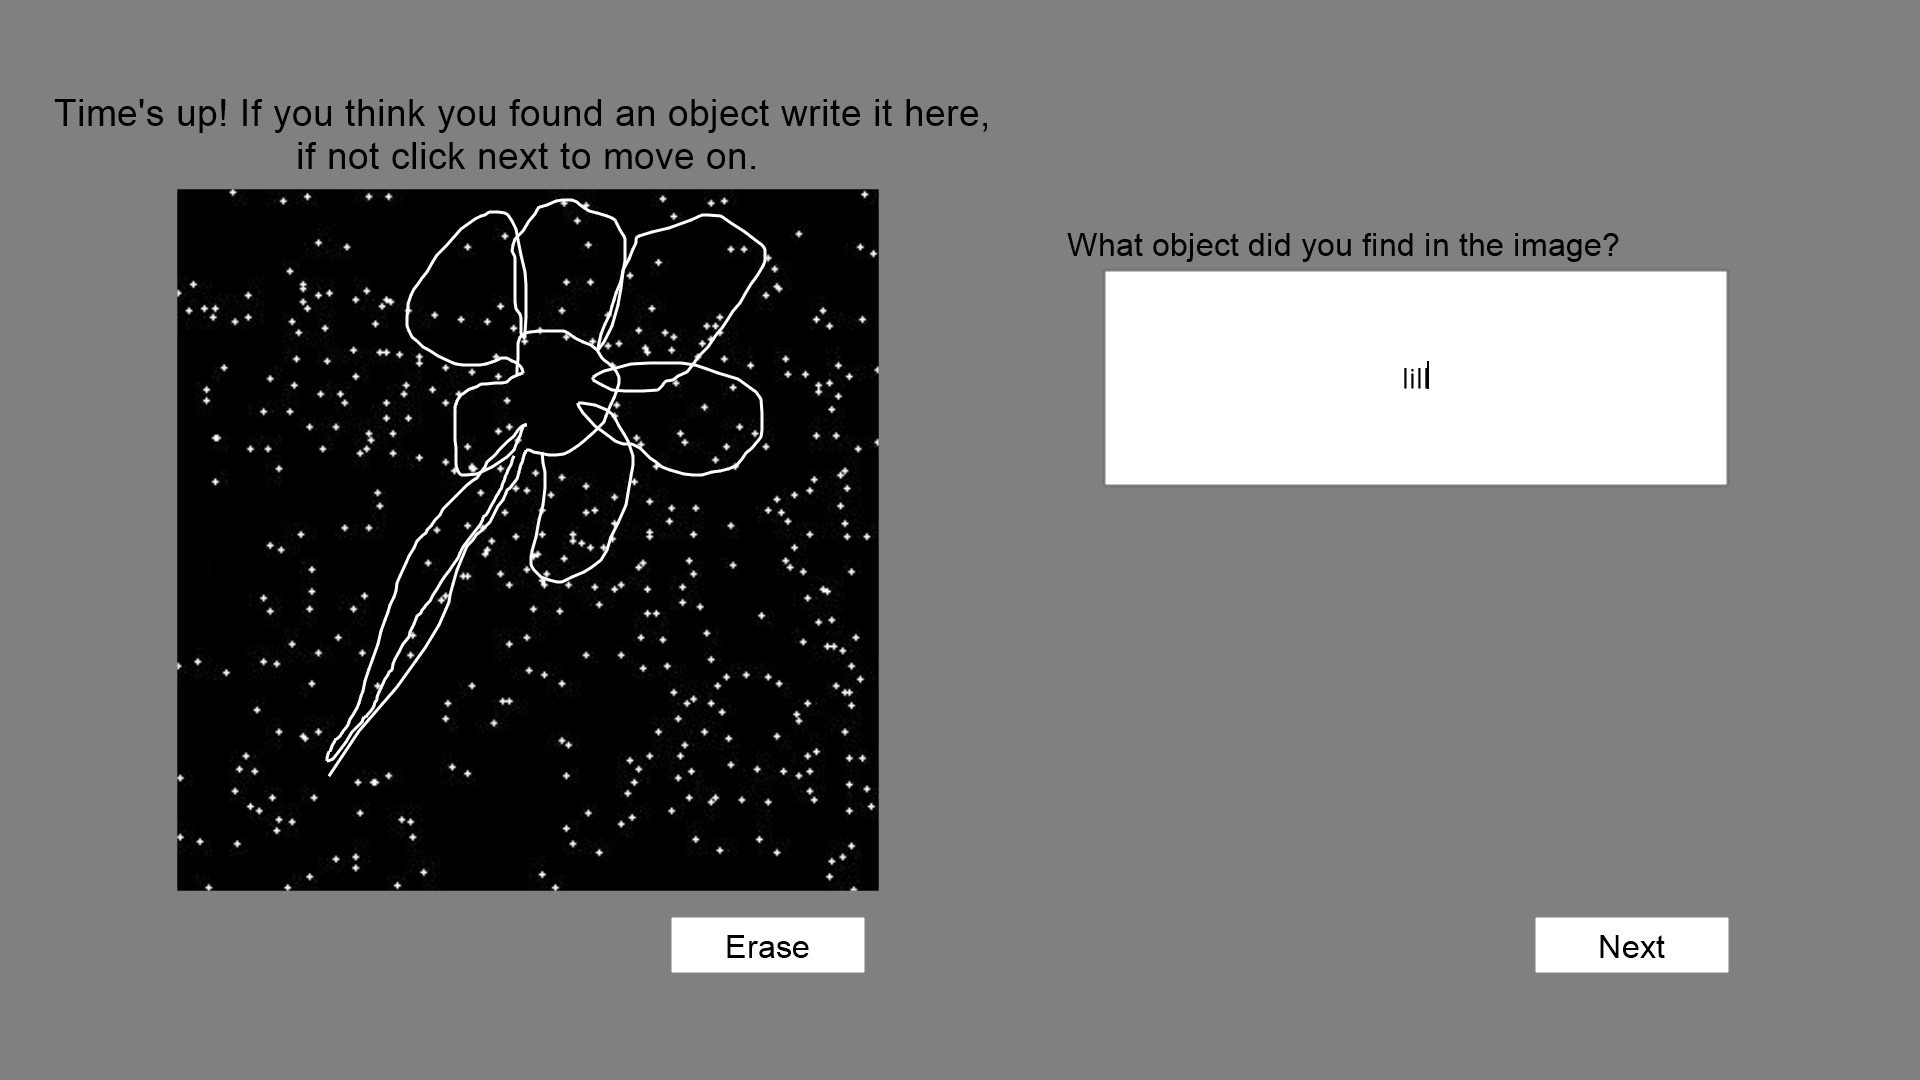 Time's up! If you think you found an object write it here,
if not click next to move on.
What object did you find in the image?
lill
Erase
Next